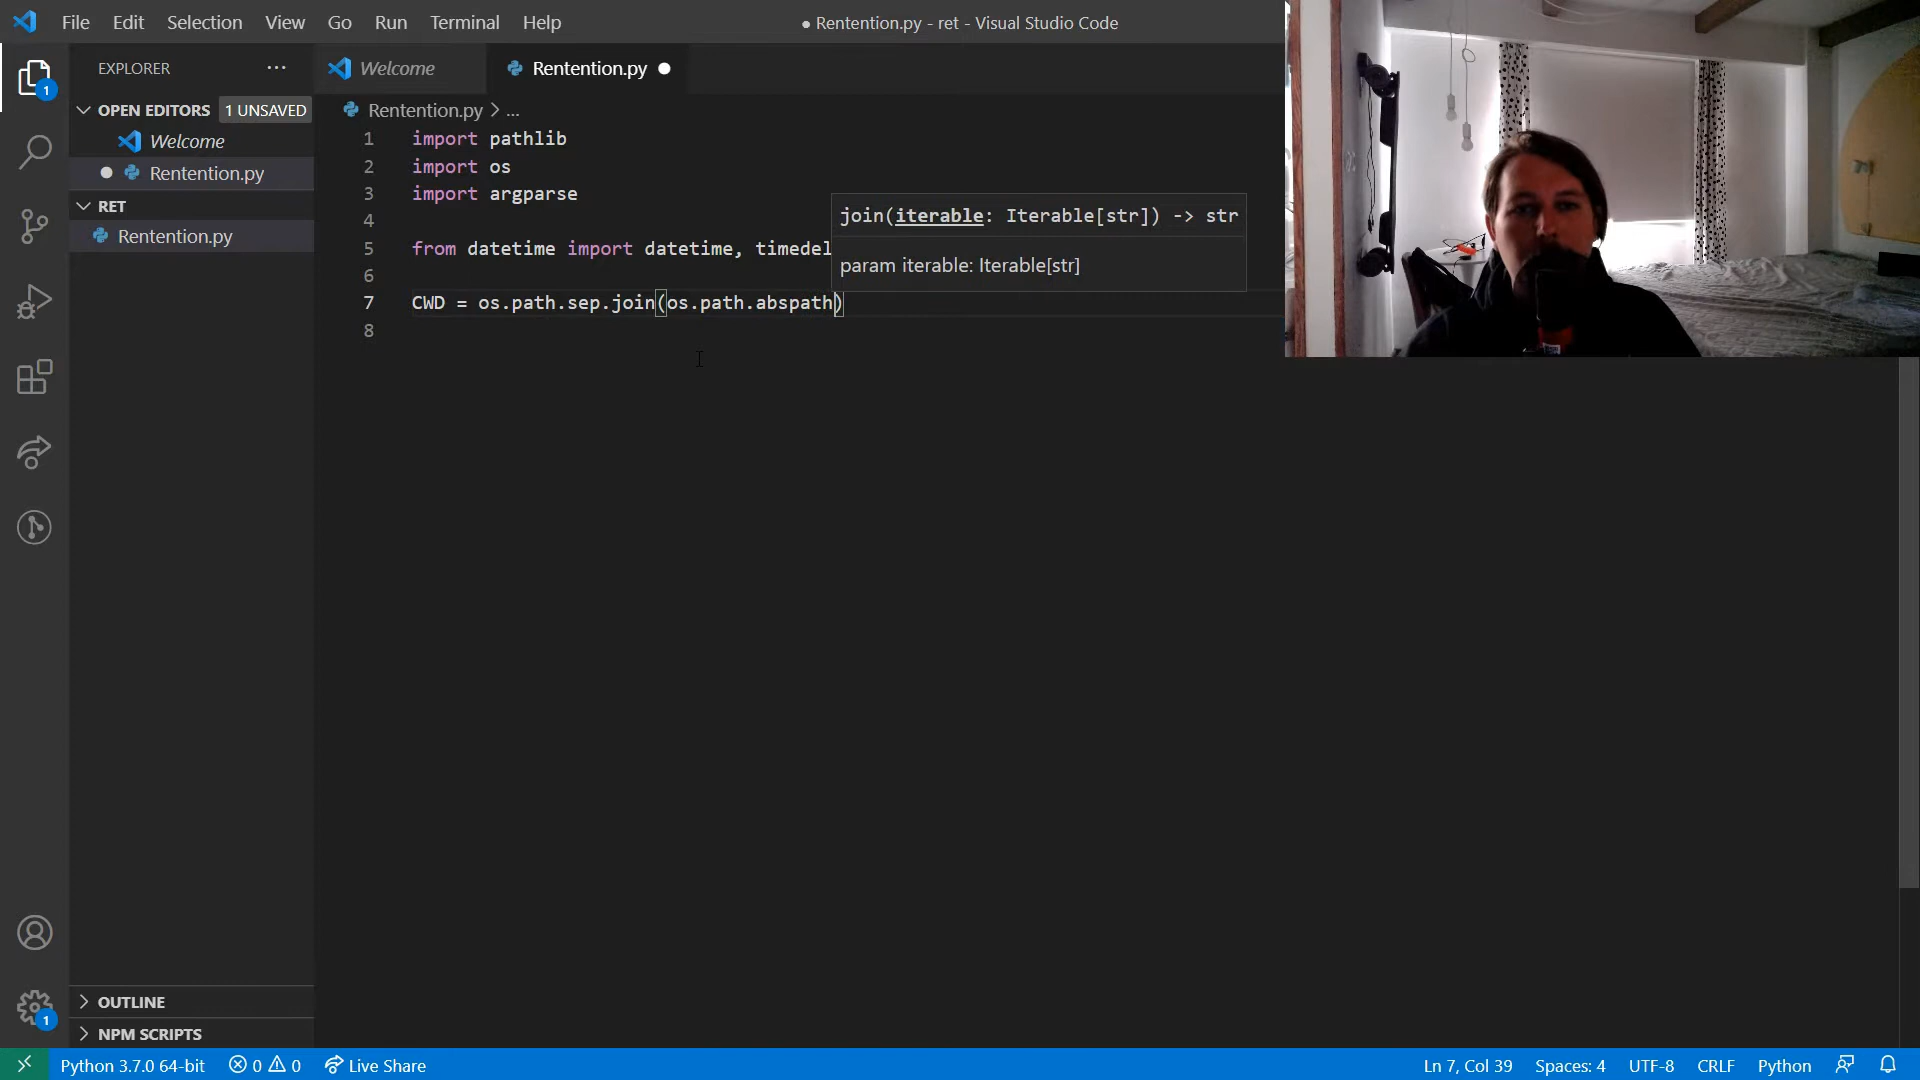 File Edit Selection View Go Run Terminal Help
● Rentention.py - ret - Visual Studio Code
EXPLORER ...
Welcome
Rentention.py ●
OPEN EDITORS 1 UNSAVED
Welcome
● Rentention.py
RET
Rentention.py
Rentention.py > ...
1 import pathlib
2 import os
3 import argparse
4
5 from datetime import datetime, timedel
6
7 CWD = os.path.sep.join(os.path.abspath)
8
join(iterable: Iterable[str]) -> str
param iterable: Iterable[str]
1
1
OUTLINE
NPM SCRIPTS
Python 3.7.0 64-bit 0 0 Live Share
Ln 7, Col 39 Spaces: 4 UTF-8 CRLF Python